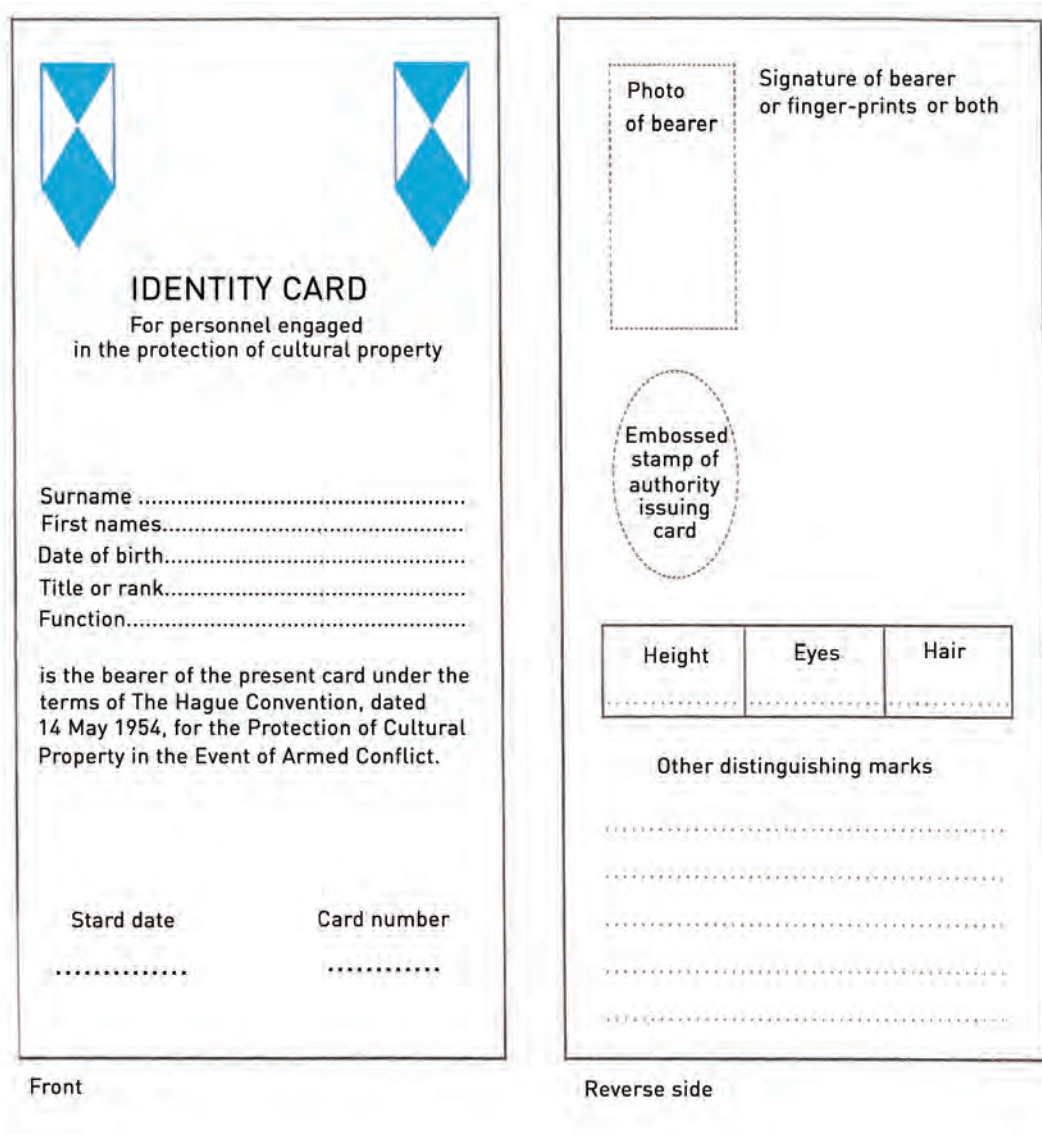 IDENTITY CARD
For personnel engaged
in the protection of cultural property
Surname ..................................................
First names...............................................
Date of birth..............................................
Title or rank...............................................
Function....................................................
is the bearer of the present card under the
terms of The Hague Convention, dated
14 May 1954, for the Protection of Cultural
Property in the Event of Armed Conflict.
Stard date Card number
............. ...........
Front
Photo
of bearer
Signature of bearer
or finger-prints or both
Embossed
stamp of
authority
issuing
card
Height Eyes Hair
Other distinguishing marks
Reverse side